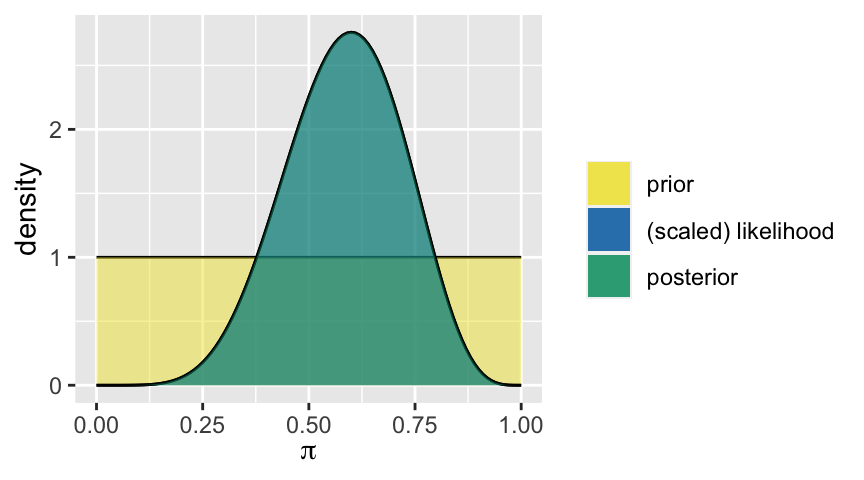 density
2
1
0
0.00 0.25 0.50 0.75 1.00
π
prior
(scaled) likelihood
posterior